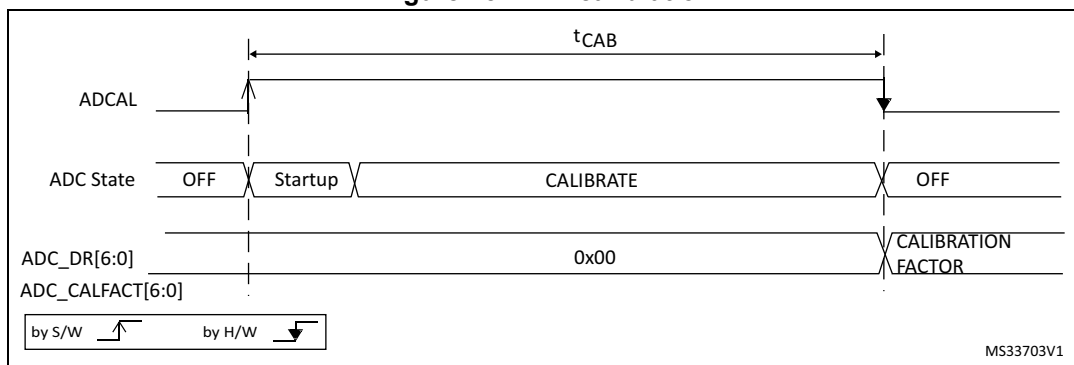 tCAB
ADCAL
ADC State OFF Startup CALIBRATE OFF
ADC_DR[6:0] 0x00 CALIBRATION
FACTOR
ADC_CALFACT[6:0]
by S/W by H/W
MS33703V1